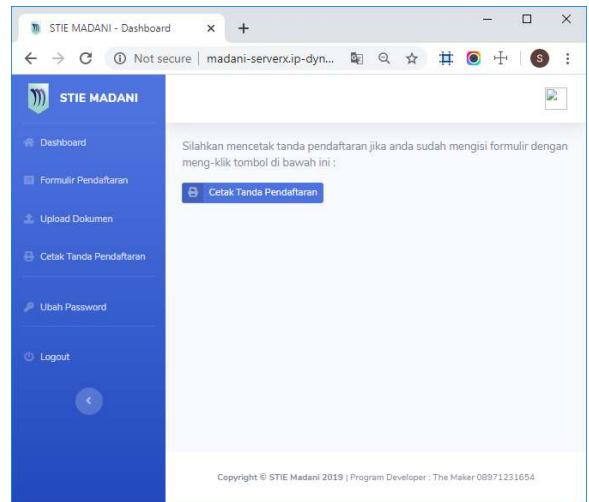 STIE MADANI - Dashboard
Not secure | madani-serverx.ip-dyn...
S
STIE MADANI
Dashboard
Formulir Pendaftaran
Upload Dokumen
Cetak Tanda Pendaftaran
Ubah Password
Logout
Silahkan mencetak tanda pendaftaran jika anda sudah mengisi formulir dengan
meng-klik tombol di bawah ini :
Cetak Tanda Pendaftaran
Copyright © STIE Madani 2019 | Program Developer : The Maker 08971231654